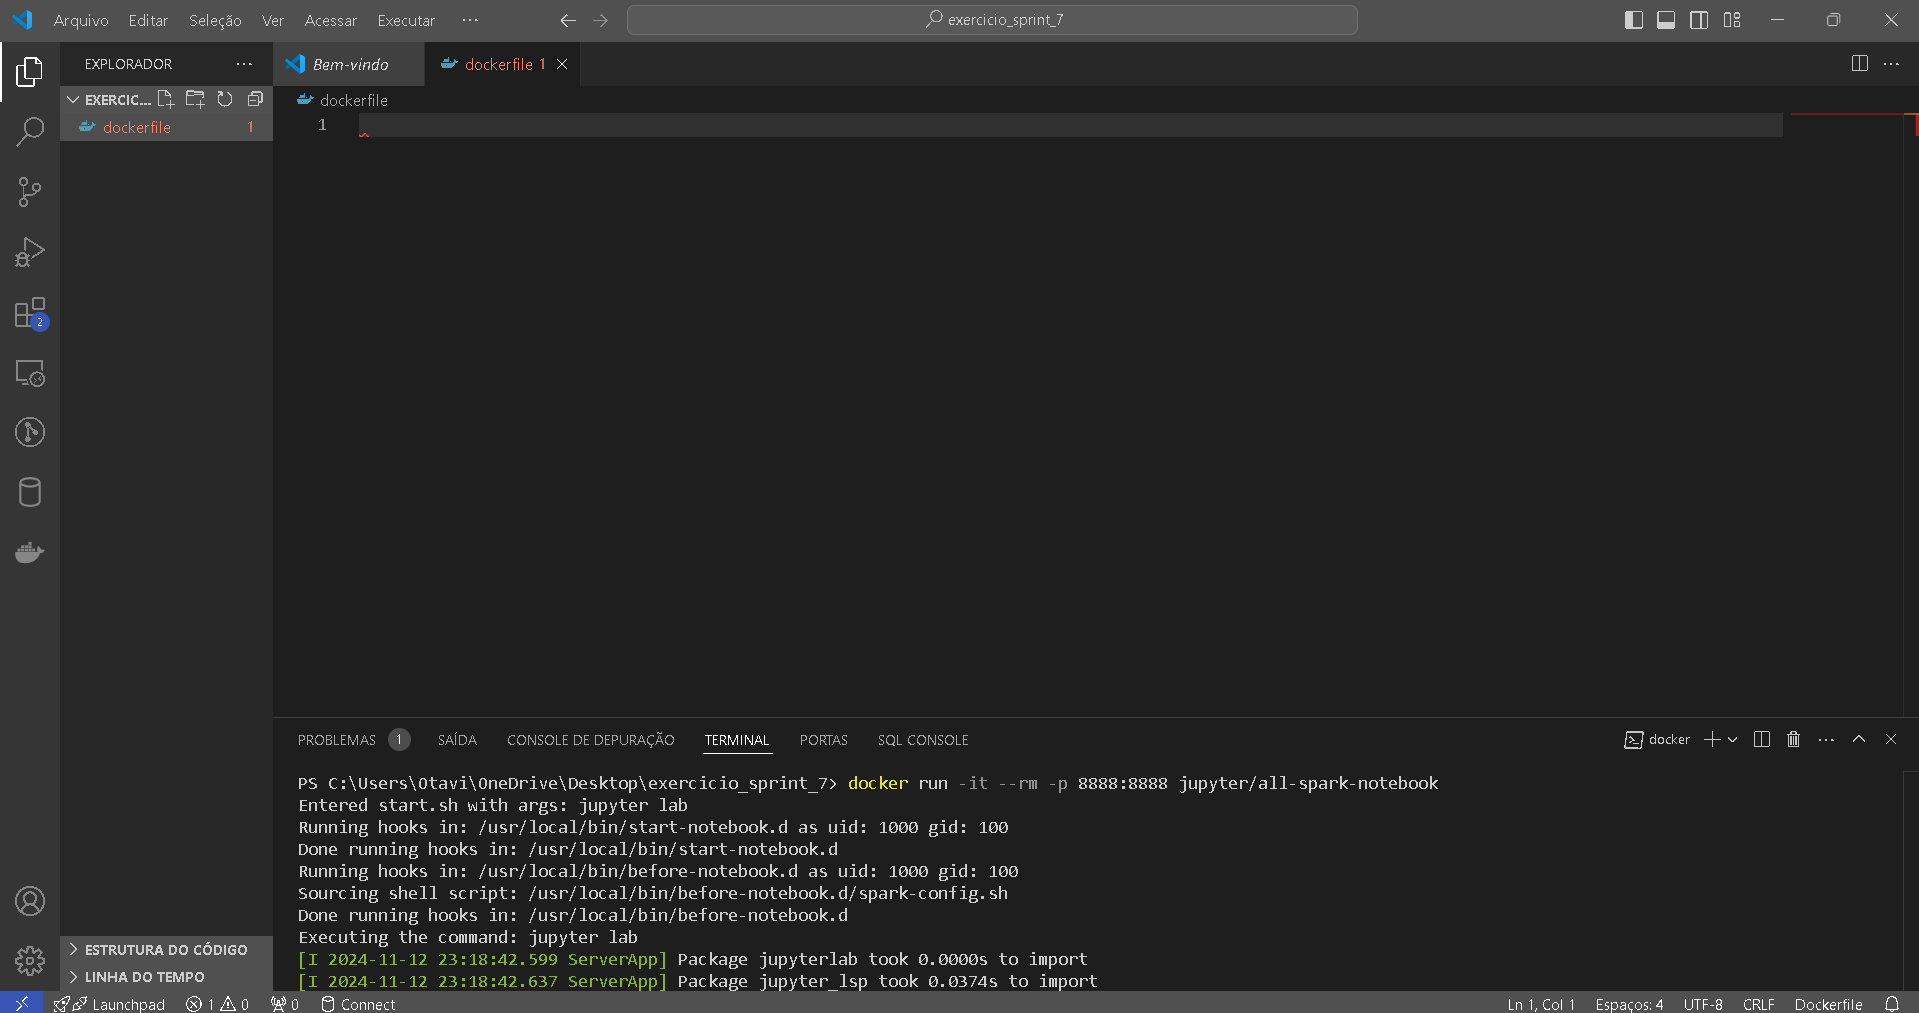 Arquivo Editar Seleção Ver Acessar Executar ··· exercicio_sprint_7
EXPLORADOR ··· Bem-vindo dockerfile 1
EXERCIC... dockerfile
dockerfile 1
1
PROBLEMAS 1 SAÍDA CONSOLE DE DEPURAÇÃO TERMINAL PORTAS SQL CONSOLE docker
PS C:\Users\Otavi\OneDrive\Desktop\exercicio_sprint_7> docker run -it --rm -p 8888:8888 jupyter/all-spark-notebook
Entered start.sh with args: jupyter lab
Running hooks in: /usr/local/bin/start-notebook.d as uid: 1000 gid: 100
Done running hooks in: /usr/local/bin/start-notebook.d
Running hooks in: /usr/local/bin/before-notebook.d as uid: 1000 gid: 100
Sourcing shell script: /usr/local/bin/before-notebook.d/spark-config.sh
Done running hooks in: /usr/local/bin/before-notebook.d
Executing the command: jupyter lab
[I 2024-11-12 23:18:42.599 ServerApp] Package jupyterlab took 0.0000s to import
[I 2024-11-12 23:18:42.637 ServerApp] Package jupyter_lsp took 0.0374s to import
2
ESTRUTURA DO CÓDIGO
LINHA DO TEMPO
Launchpad 1 0 0 Connect Ln 1, Col 1 Espaços: 4 UTF-8 CRLF Dockerfile